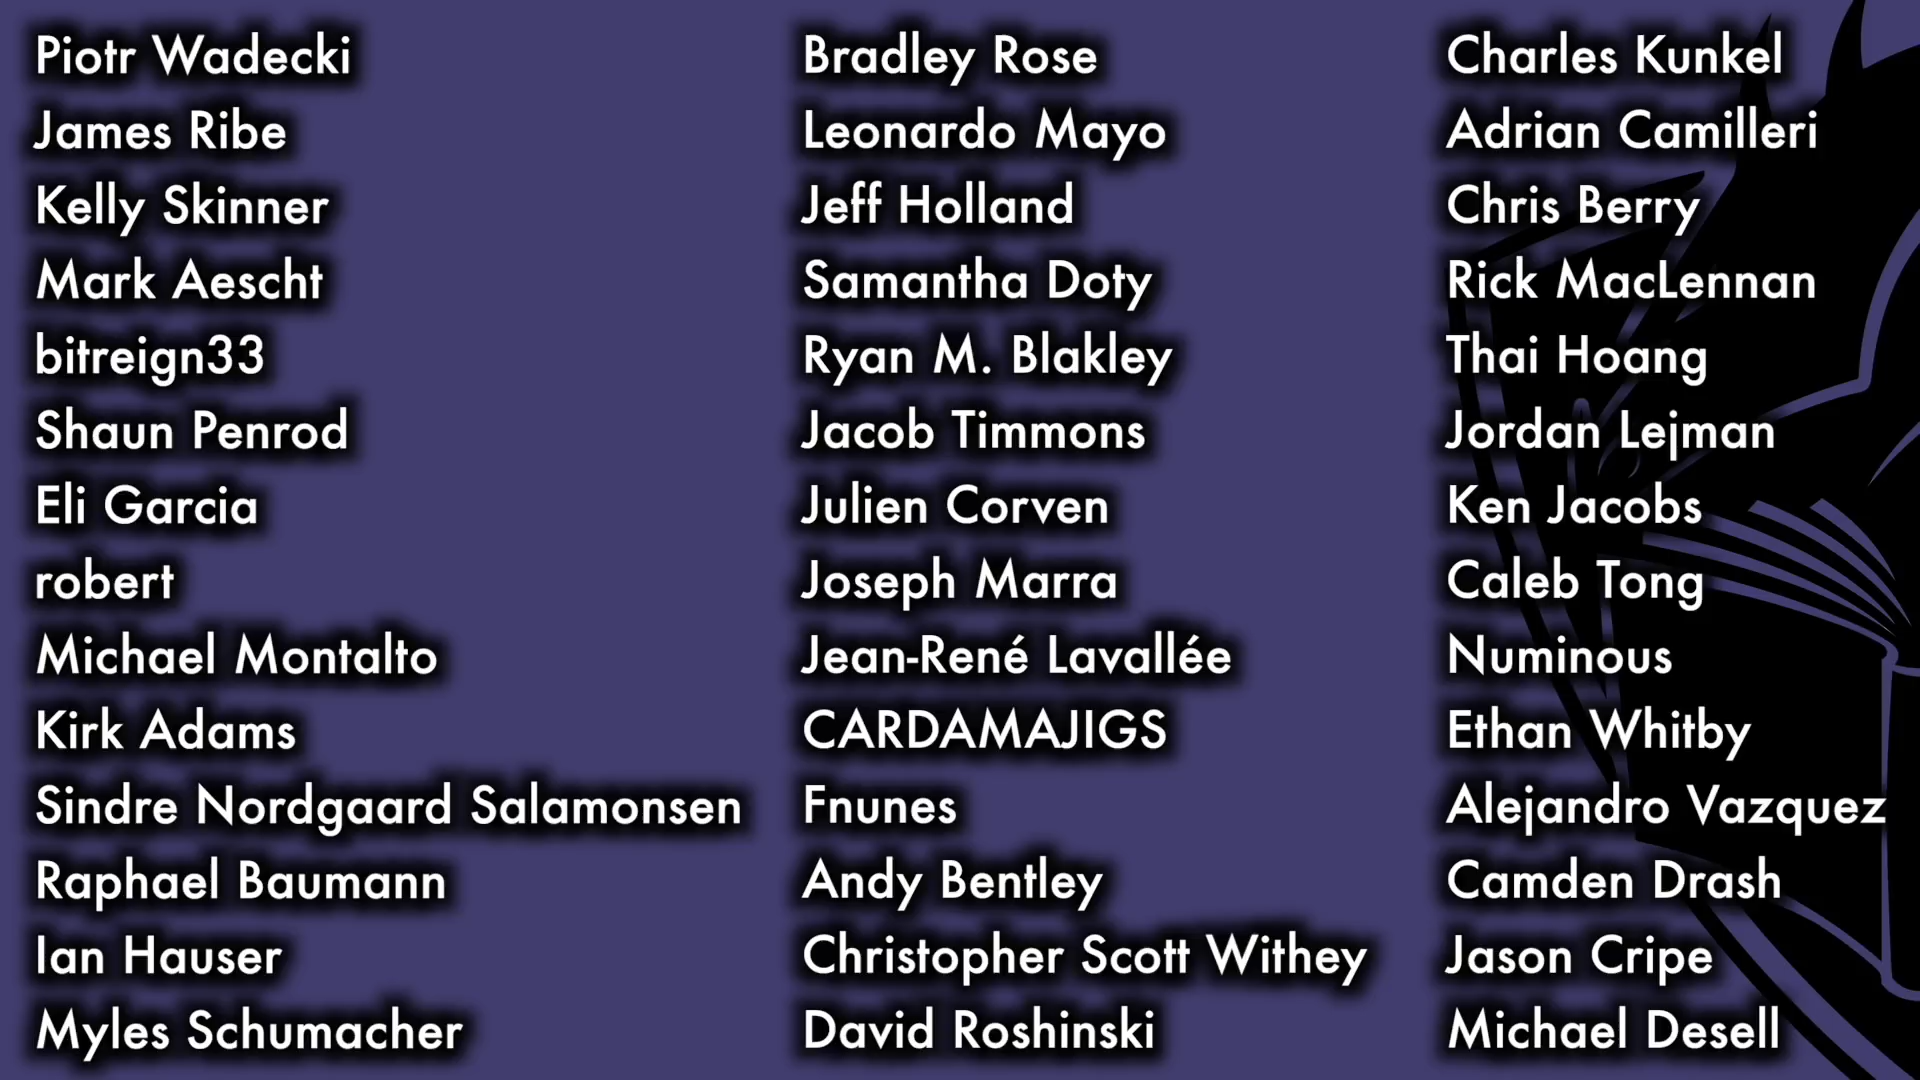 Piotr Wadecki
James Ribe
Kelly Skinner
Mark Aescht
bitreign33
Shaun Penrod
Eli Garcia
robert
Michael Montalto
Kirk Adams
Sindre Nordgaard Salamonsen
Raphael Baumann
Ian Hauser
Myles Schumacher
Bradley Rose
Leonardo Mayo
Jeff Holland
Samantha Doty
Ryan M. Blakley
Jacob Timmons
Julien Corven
Joseph Marra
Jean-René Lavallée
CARDAMAJIGS
Fnunes
Andy Bentley
Christopher Scott Withey
David Roshinski
Charles Kunkel
Adrian Camilleri
Chris Berry
Rick MacLennan
Thai Hoang
Jordan Lejman
Ken Jacobs
Caleb Tong
Numinous
Ethan Whitby
Alejandro Vazquez
Camden Drash
Jason Cripe
Michael Desell